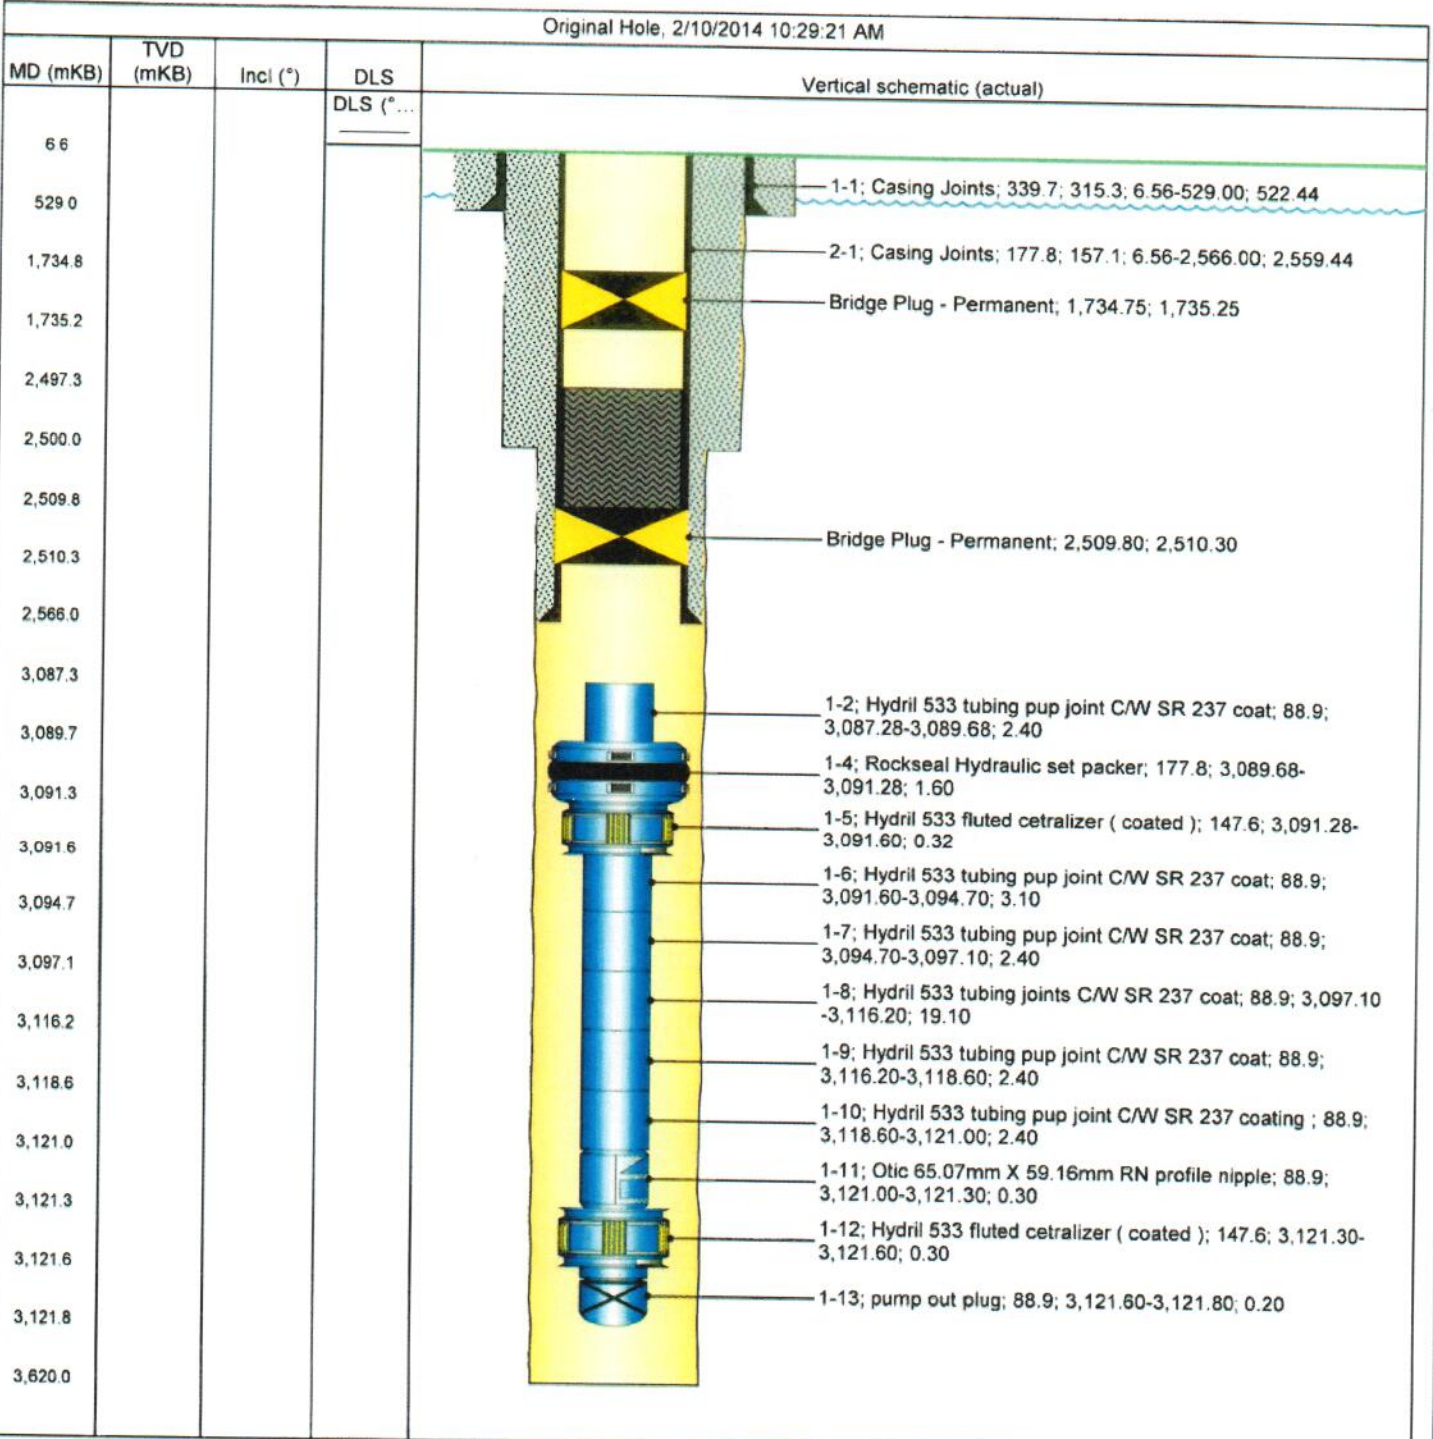 Original Hole, 2/10/2014 10:29:21 AM
MD (mKB)
TVD
(mKB)
Incl (°)
DLS
DLS (°...
Vertical schematic (actual)
6 6
529.0
1,734.8
1,735.2
2,497.3
2,500.0
2,509.8
2,510.3
2,566.0
3,087.3
3,089.7
3,091.3
3,091.6
3,094.7
3,097.1
3,116.2
3,118.6
3,121.0
3,121.3
3,121.6
3,121.8
3,620.0
1-1; Casing Joints; 339.7; 315.3; 6.56-529.00; 522.44
2-1; Casing Joints; 177.8; 157.1; 6.56-2,566.00; 2,559.44
Bridge Plug - Permanent; 1,734.75; 1,735.25
Bridge Plug - Permanent; 2,509.80; 2,510.30
1-2; Hydril 533 tubing pup joint C/W SR 237 coat; 88.9;
3,087.28-3,089.68; 2.40
1-4; Rockseal Hydraulic set packer; 177.8; 3,089.68-
3,091.28; 1.60
1-5; Hydril 533 fluted cetralizer ( coated ); 147.6; 3,091.28-
3,091.60; 0.32
1-6; Hydril 533 tubing pup joint C/W SR 237 coat; 88.9;
3,091.60-3,094.70; 3.10
1-7; Hydril 533 tubing pup joint C/W SR 237 coat; 88.9;
3,094.70-3,097.10; 2.40
1-8; Hydril 533 tubing joints C/W SR 237 coat; 88.9; 3,097.10
-3,116.20; 19.10
1-9; Hydril 533 tubing pup joint C/W SR 237 coat; 88.9;
3,116.20-3,118.60; 2.40
1-10; Hydril 533 tubing pup joint C/W SR 237 coating ; 88.9;
3,118.60-3,121.00; 2.40
1-11; Otic 65.07mm X 59.16mm RN profile nipple; 88.9;
3,121.00-3,121.30; 0.30
1-12; Hydril 533 fluted cetralizer ( coated ); 147.6; 3,121.30-
3,121.60; 0.30
1-13; pump out plug; 88.9; 3,121.60-3,121.80; 0.20